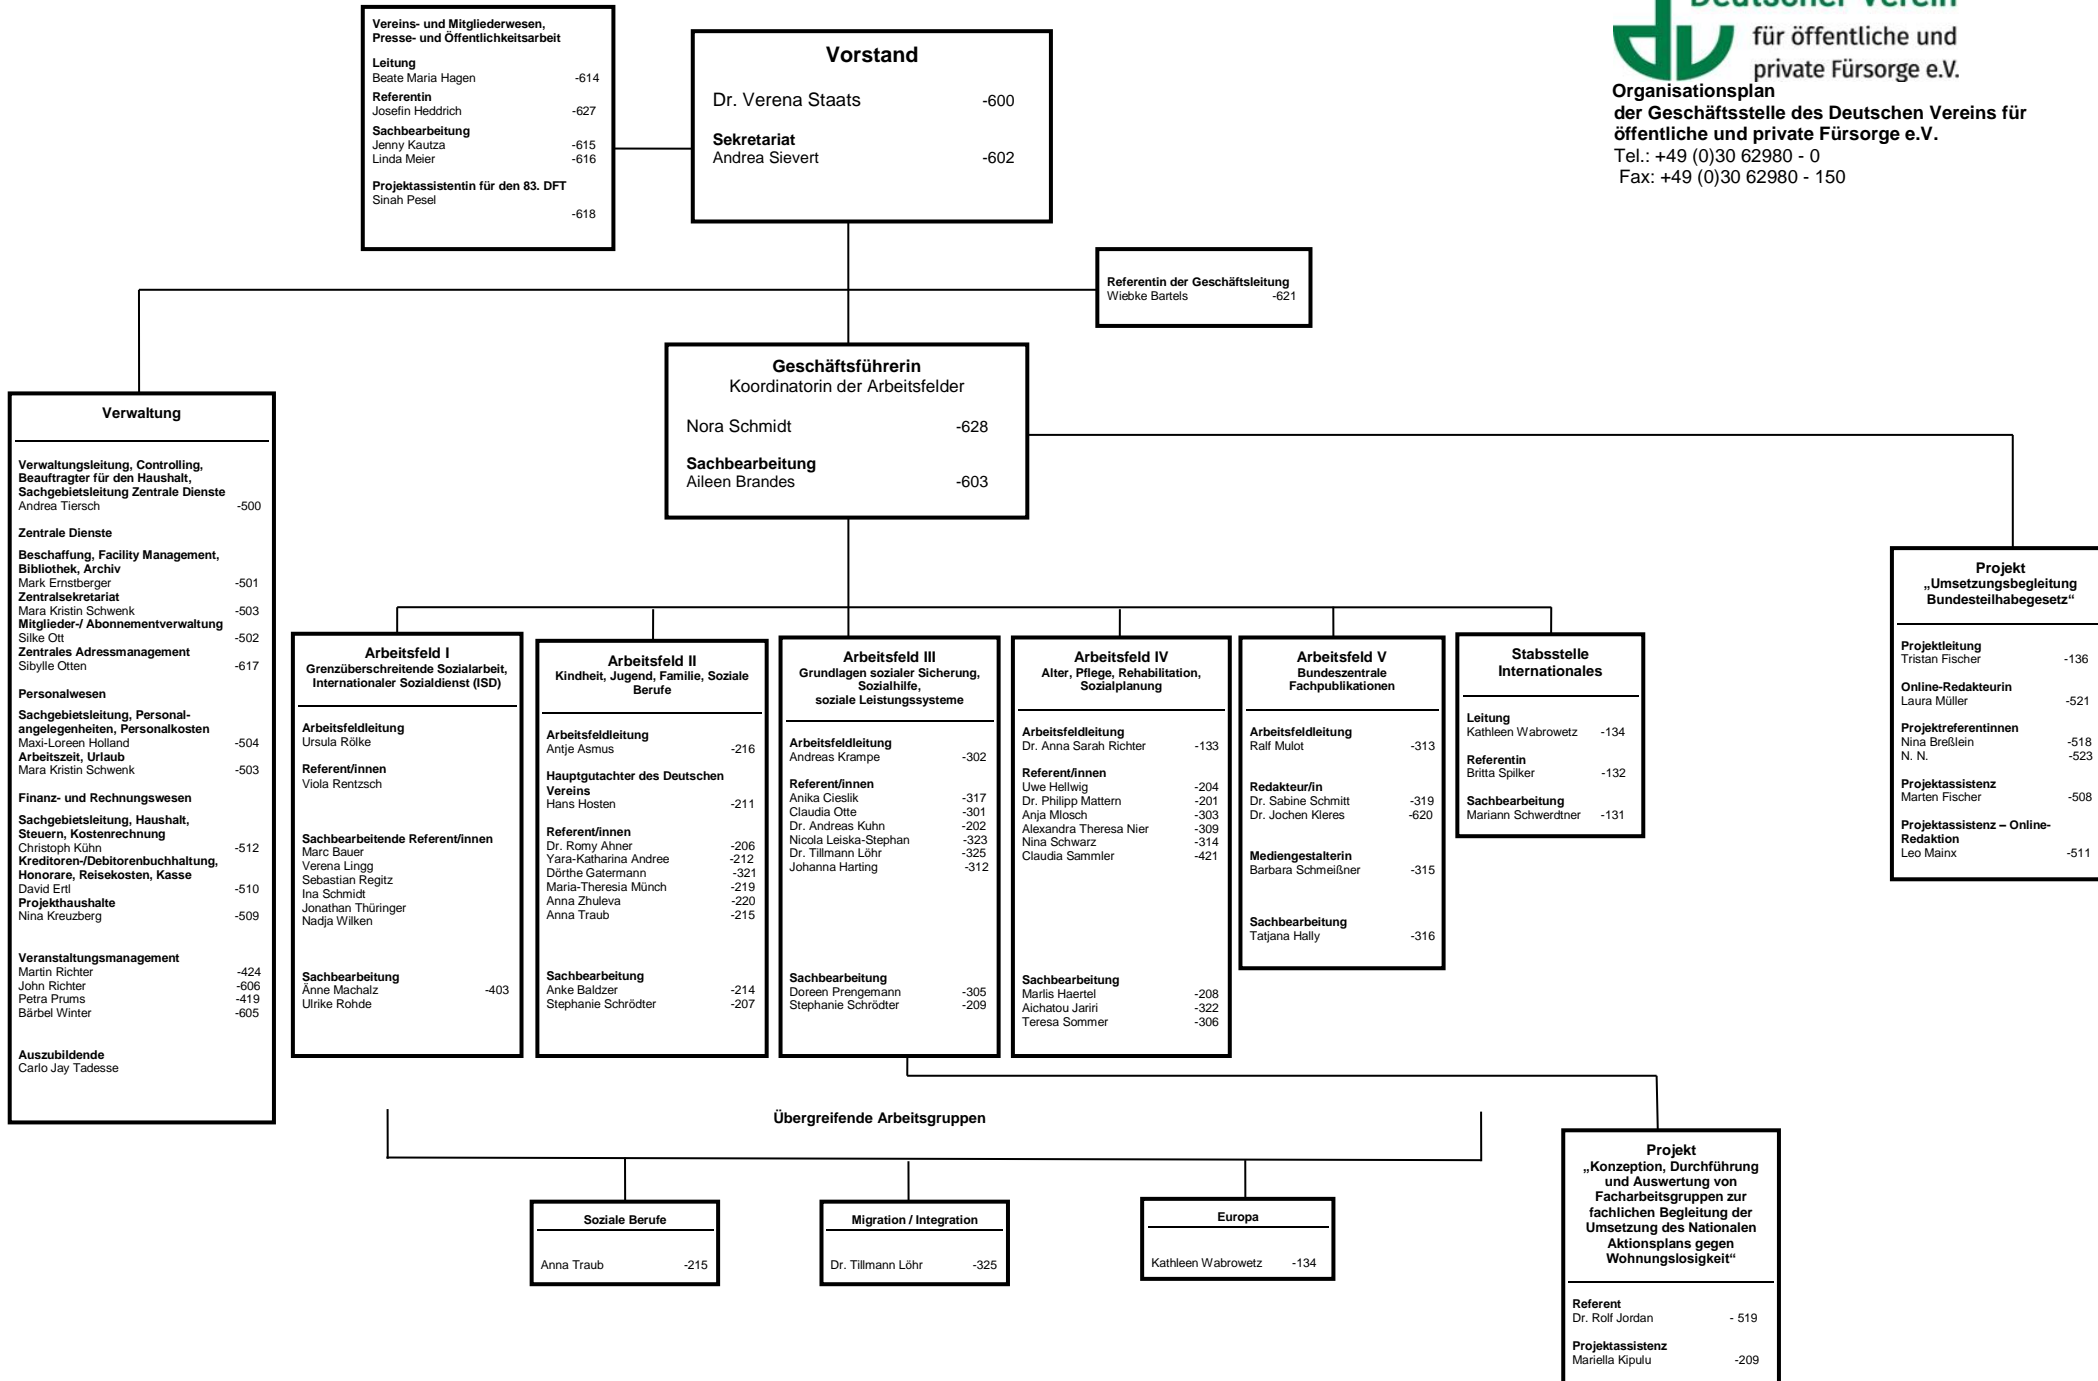 Vereins- und Mitgliederwesen,
Presse- und Öffentlichkeitsarbeit
Leitung
Beate Maria Hagen -614
Referentin
Josefin Heddrich -627
Sachbearbeitung
Jenny Kautza -615
Linda Meier -616
Projektassistentin für den 83. DFT
Sinah Pesel
-618
Vorstand
Dr. Verena Staats -600
Sekretariat
Andrea Sievert -602
Deutscher Verein
für öffentliche und
private Fürsorge e.V.
Organisationsplan
der Geschäftsstelle des Deutschen Vereins für
öffentliche und private Fürsorge e.V.
Tel.: +49 (0)30 62980 - 0
Fax: +49 (0)30 62980 - 150
Referentin der Geschäftsleitung
Wiebke Bartels -621
Geschäftsführerin
Koordinatorin der Arbeitsfelder
Nora Schmidt -628
Sachbearbeitung
Aileen Brandes -603
Verwaltung
Verwaltungsleitung, Controlling,
Beauftragter für den Haushalt,
Sachgebietsleitung Zentrale Dienste
Andrea Tiersch -500
Zentrale Dienste
Beschaffung, Facility Management,
Bibliothek, Archiv
Mark Ernstberger -501
Zentralsekretariat
Mara Kristin Schwenk -503
Mitglieder-/ Abonnementverwaltung
Silke Ott -502
Zentrales Adressmanagement
Sibylle Otten -617
Personalwesen
Sachgebietsleitung, Personal-
angelegenheiten, Personalkosten
Maxi-Loreen Holland -504
Arbeitszeit, Urlaub
Mara Kristin Schwenk -503
Finanz- und Rechnungswesen
Sachgebietsleitung, Haushalt,
Steuern, Kostenrechnung
Christoph Kühn -512
Kreditoren-/Debitorenbuchhaltung,
Honorare, Reisekosten, Kasse
David Ertl -510
Projekthaushalte
Nina Kreuzberg -509
Veranstaltungsmanagement
Martin Richter -424
John Richter -606
Petra Prums -419
Bärbel Winter -605
Auszubildende
Carlo Jay Tadesse
Arbeitsfeld I
Grenzüberschreitende Sozialarbeit,
Internationaler Sozialdienst (ISD)
Arbeitsfeldleitung
Ursula Rölke
Referent/innen
Viola Rentzsch
Sachbearbeitende Referent/innen
Marc Bauer
Verena Lingg
Sebastian Regitz
Ina Schmidt
Jonathan Thüringer
Nadja Wilken
Sachbearbeitung
Änne Machalz -403
Ulrike Rohde
Arbeitsfeld II
Kindheit, Jugend, Familie, Soziale
Berufe
Arbeitsfeldleitung
Antje Asmus -216
Hauptgutachter des Deutschen
Vereins
Hans Hosten -211
Referent/innen
Dr. Romy Ahner -206
Yara-Katharina Andree -212
Dörthe Gatermann -321
Maria-Theresia Münch -219
Anna Zhuleva -220
Anna Traub -215
Sachbearbeitung
Anke Baldzer -214
Stephanie Schrödter -207
Arbeitsfeld III
Grundlagen sozialer Sicherung,
Sozialhilfe,
soziale Leistungssysteme
Arbeitsfeldleitung
Andreas Krampe -302
Referent/innen
Anika Cieslik -317
Claudia Otte -301
Dr. Andreas Kuhn -202
Nicola Leiska-Stephan -323
Dr. Tillmann Löhr -325
Johanna Harting -312
Sachbearbeitung
Doreen Prengemann -305
Stephanie Schrödter -209
Arbeitsfeld IV
Alter, Pflege, Rehabilitation,
Sozialplanung
Arbeitsfeldleitung
Dr. Anna Sarah Richter -133
Referent/innen
Uwe Hellwig -204
Dr. Philipp Mattern -201
Anja Mlosch -303
Alexandra Theresa Nier -309
Nina Schwarz -314
Claudia Sammler -421
Sachbearbeitung
Marlis Haertel -208
Aichatou Jariri -322
Teresa Sommer -306
Arbeitsfeld V
Bundeszentrale
Fachpublikationen
Arbeitsfeldleitung
Ralf Mulot -313
Redakteur/in
Dr. Sabine Schmitt -319
Dr. Jochen Kleres -620
Mediengestalterin
Barbara Schmeißner -315
Sachbearbeitung
Tatjana Hally -316
Stabsstelle
Internationales
Leitung
Kathleen Wabrowetz -134
Referentin
Britta Spilker -132
Sachbearbeitung
Mariann Schwerdtner -131
Projekt
„Umsetzungsbegleitung
Bundesteilhabegesetz“
Projektleitung
Tristan Fischer -136
Online-Redakteurin
Laura Müller -521
Projektreferentinnen
Nina Breßlein -518
N. N. -523
Projektassistenz
Marten Fischer -508
Projektassistenz – Online-
Redaktion
Leo Mainx -511
Übergreifende Arbeitsgruppen
Soziale Berufe
Anna Traub -215
Migration / Integration
Dr. Tillmann Löhr -325
Europa
Kathleen Wabrowetz -134
Projekt
„Konzeption, Durchführung
und Auswertung von
Facharbeitsgruppen zur
fachlichen Begleitung der
Umsetzung des Nationalen
Aktionsplans gegen
Wohnungslosigkeit“
Referent
Dr. Rolf Jordan - 519
Projektassistenz
Mariella Kipulu -209